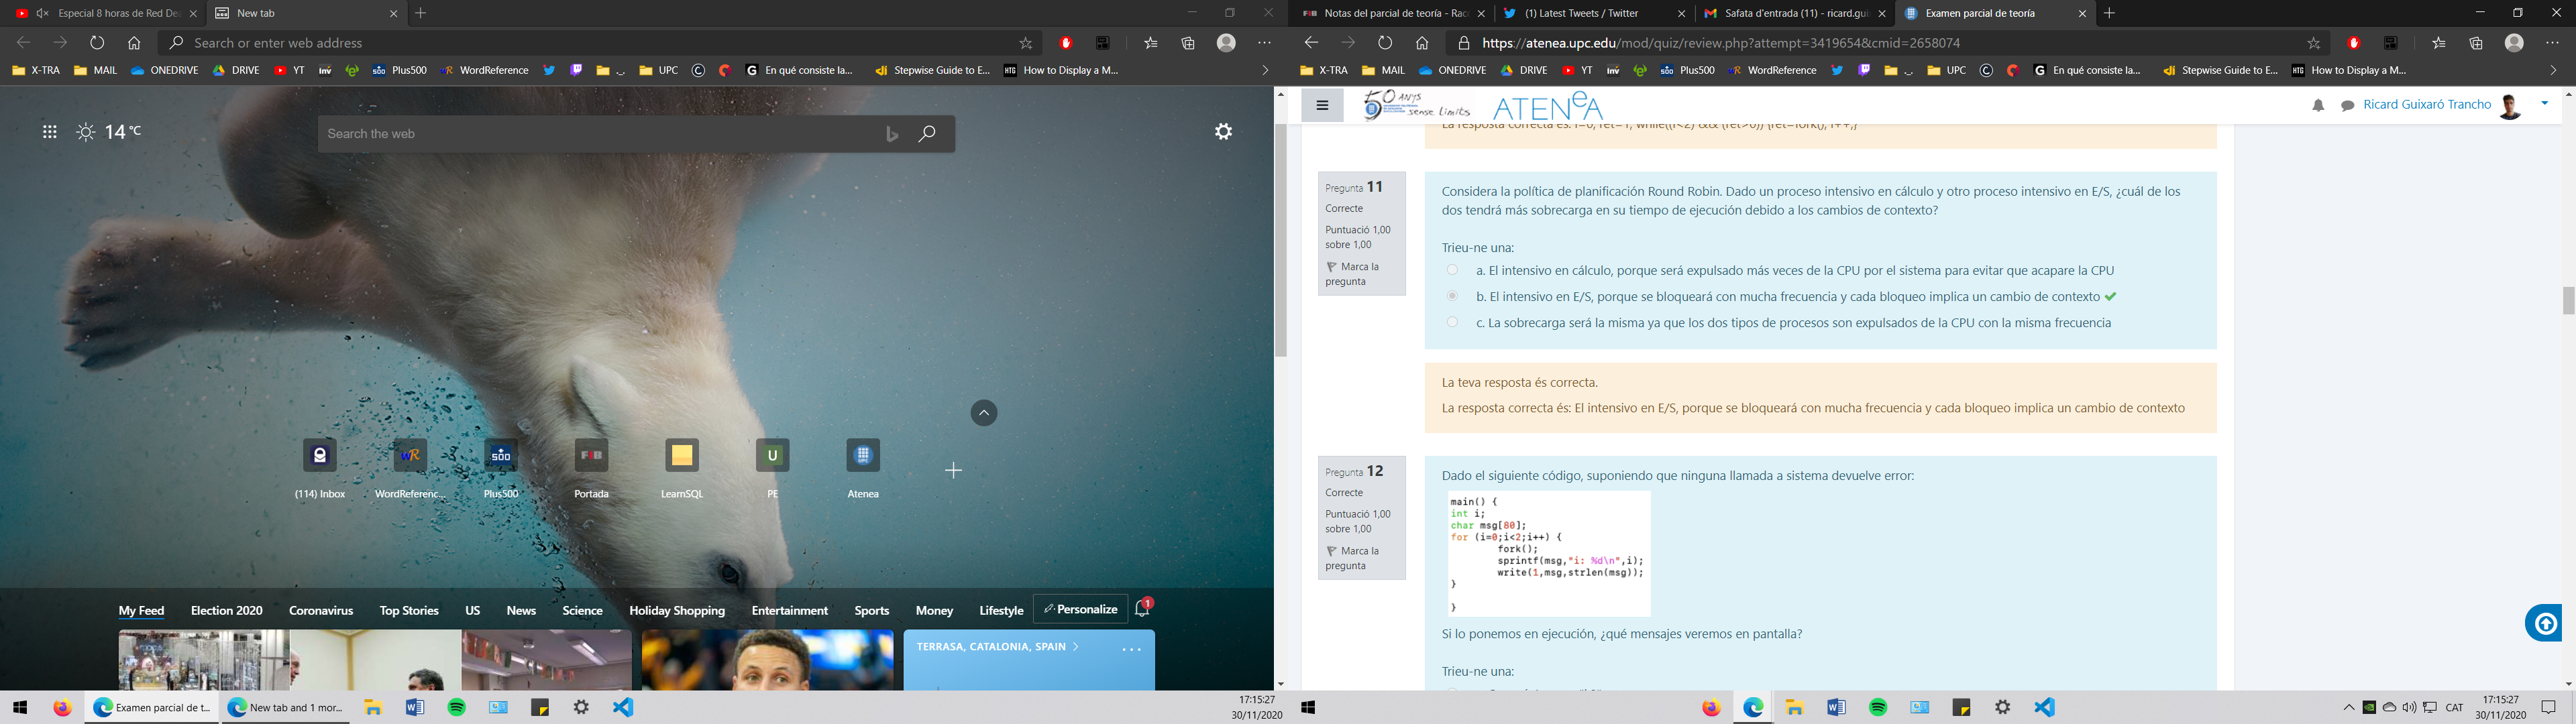 Especial 8 horas de Red De
New tab
Search or enter web address
X-TRA
MAIL
ONEDRIVE
DRIVE
YT
inv
Plus500
WordReference
UPC
En qué consiste la...
Stepwise Guide to E...
How to Display a M...
14 °C
Search the web
(114) Inbox
WordReferenc...
Plus500
Portada
LearnSQL
PE
Atenea
My Feed
Election 2020
Coronavirus
Top Stories
US
News
Science
Holiday Shopping
Entertainment
Sports
Money
Lifestyle
Personalize
1
TERRASA, CATALONIA, SPAIN
Examen parcial de t...
New tab and 1 mor...
17:15:27
30/11/2020
Notas del parcial de teoría - Rac
(1) Latest Tweets / Twitter
Safata d'entrada (11) - ricard.gui
Examen parcial de teoría
https://atenea.upc.edu/mod/quiz/review.php?attempt=3419654&cmid=2658074
X-TRA
MAIL
ONEDRIVE
DRIVE
YT
inv
Plus500
WordReference
UPC
En qué consiste la...
Stepwise Guide to E...
How to Display a M...
50 ANYS
sense límits
ATENeA
Ricard Guixaró Trancho
La resposta correcta és: i=0; ret=1; while((i<2) && (ret>0)) {ret=fork(); i++;}
Pregunta 11
Correcte
Puntuació 1,00
sobre 1,00
Marca la
pregunta
Considera la política de planificación Round Robin. Dado un proceso intensivo en cálculo y otro proceso intensivo en E/S, ¿cuál de los
dos tendrá más sobrecarga en su tiempo de ejecución debido a los cambios de contexto?
Trieu-ne una:
a. El intensivo en cálculo, porque será expulsado más veces de la CPU por el sistema para evitar que acapare la CPU
b. El intensivo en E/S, porque se bloqueará con mucha frecuencia y cada bloqueo implica un cambio de contexto
c. La sobrecarga será la misma ya que los dos tipos de procesos son expulsados de la CPU con la misma frecuencia
La teva resposta és correcta.
La resposta correcta és: El intensivo en E/S, porque se bloqueará con mucha frecuencia y cada bloqueo implica un cambio de contexto
Pregunta 12
Correcte
Puntuació 1,00
sobre 1,00
Marca la
pregunta
Dado el siguiente código, suponiendo que ninguna llamada a sistema devuelve error:
main() {
int i;
char msg[80];
for (i=0;i<2;i++) {
fork();
sprintf(msg,"i: %d\n",i);
write(1,msg,strlen(msg));
}
}
Si lo ponemos en ejecución, ¿qué mensajes veremos en pantalla?
Trieu-ne una:
CAT
17:15:27
30/11/2020